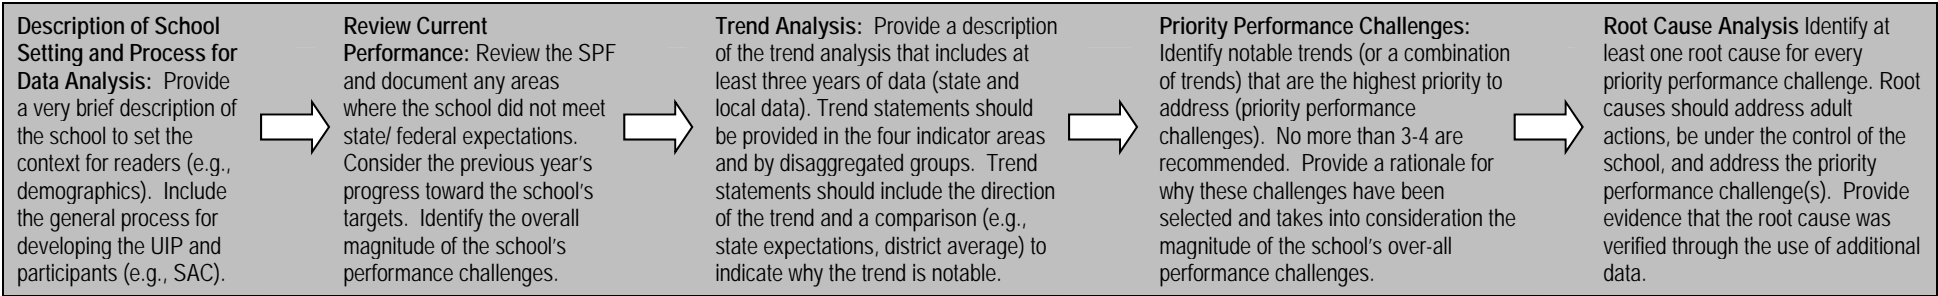 Description of School
Setting and Process for
Data Analysis: Provide
a very brief description of
the school to set the
context for readers (e.g.,
demographics). Include
the general process for
developing the UIP and
participants (e.g., SAC).
Review Current
Performance: Review the SPF
and document any areas
where the school did not meet
state/ federal expectations.
Consider the previous year's
progress toward the school's
targets. Identify the overall
magnitude of the school's
performance challenges.
Trend Analysis: Provide a description
of the trend analysis that includes at
least three years of data (state and
local data). Trend statements should
be provided in the four indicator areas
and by disaggregated groups. Trend
statements should include the direction
of the trend and a comparison (e.g.,
state expectations, district average) to
indicate why the trend is notable.
Priority Performance Challenges:
Identify notable trends (or a combination
of trends) that are the highest priority to
address (priority performance
challenges). No more than 3-4 are
recommended. Provide a rationale for
why these challenges have been
selected and takes into consideration the
magnitude of the school's over-all
performance challenges.
Root Cause Analysis Identify at
least one root cause for every
priority performance challenge. Root
causes should address adult
actions, be under the control of the
school, and address the priority
performance challenge(s). Provide
evidence that the root cause was
verified through the use of additional
data.